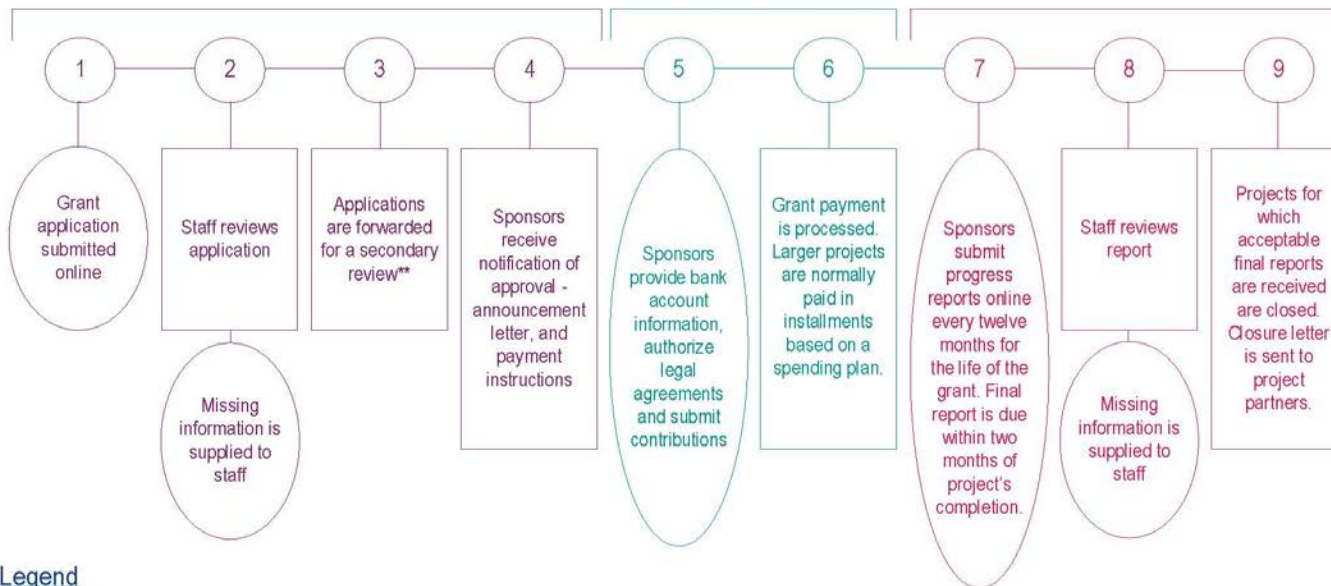 1
2
3
4
5
6
7
8
9
Grant
application
submitted
online
Staff reviews
application
Missing
information is
supplied to
staff
Applications
are forwarded
for a secondary
review**
Sponsors
receive
notification of
approval -
announcement
letter, and
payment
instructions
Sponsors
provide bank
account
information,
authorize
legal
agreements
and submit
contributions
Grant payment
is processed.
Larger projects
are normally
paid in
installments
based on a
spending plan.
Sponsors
submit
progress
reports online
every twelve
months for
the life of the
grant. Final
report is due
within two
months of
project's
completion.
Staff reviews
report
Missing
information is
supplied to
staff
Projects for
which
acceptable
final reports
are received
are closed.
Closure letter
is sent to
project
partners.
Legend